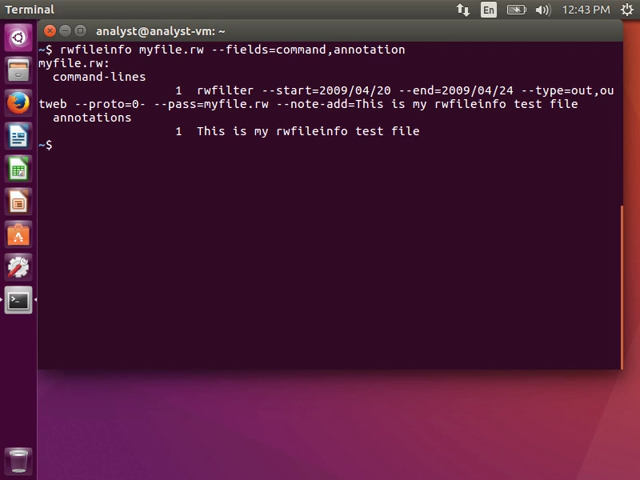 Terminal
En
12:43 PM
analyst@analyst-vm: ~
~$ rwfileinfo myfile.rw --fields=command,annotation
myfile.rw:
command-lines
1 rwfilter --start=2009/04/20 --end=2009/04/24 --type=out,ou
tweb --proto=0- --pass=myfile.rw --note-add=This is my rwfileinfo test file
annotations
1 This is my rwfileinfo test file
~$